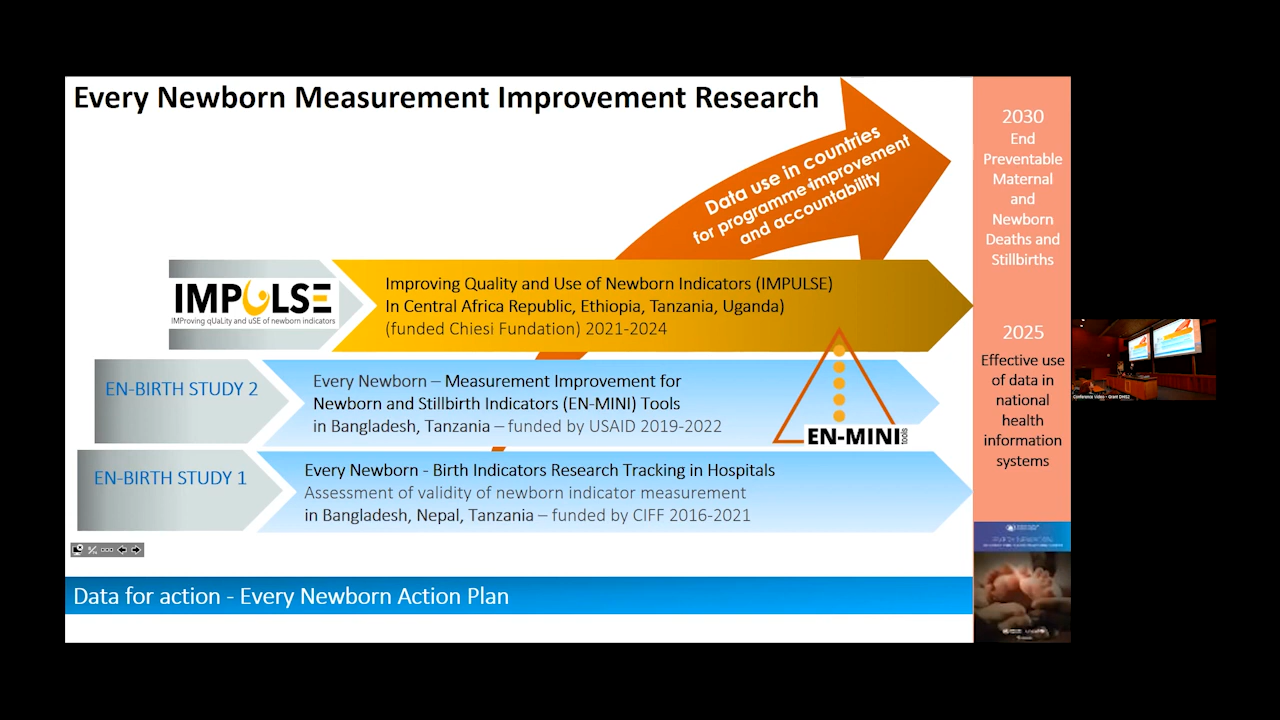 Every Newborn Measurement Improvement Research
Data use in countries
for programme improvement
and accountability
IMPULSE
IMProving qUaLity and uSE of newborn indicators
Improving Quality and Use of Newborn Indicators (IMPULSE)
In Central Africa Republic, Ethiopia, Tanzania, Uganda)
(funded Chiesi Fundation) 2021-2024
EN-BIRTH STUDY 2
Every Newborn – Measurement Improvement for
Newborn and Stillbirth Indicators (EN-MINI) Tools
in Bangladesh, Tanzania – funded by USAID 2019-2022
EN-MINI tools
EN-BIRTH STUDY 1
Every Newborn - Birth Indicators Research Tracking in Hospitals
Assessment of validity of newborn indicator measurement
in Bangladesh, Nepal, Tanzania – funded by CIFF 2016-2021
Data for action - Every Newborn Action Plan
2030
End
Preventable
Maternal
and
Newborn
Deaths and
Stillbirths
2025
Effective use
of data in
national
health
information
systems
Conference Video - Grant